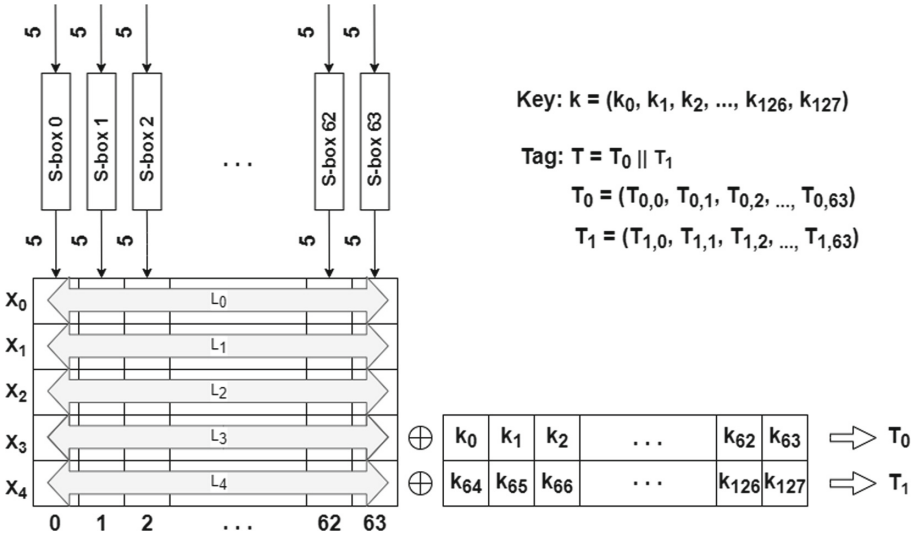 5 5 5 5 5
S-box 0 S-box 1 S-box 2 ... S-box 62 S-box 63
5 5 5 5 5
Key: k = (k0, k1, k2, ..., k126, k127)
Tag: T = T0 || T1
T0 = (T0,0, T0,1, T0,2, ..., T0,63)
T1 = (T1,0, T1,1, T1,2, ..., T1,63)
X0 L0
X1 L1
X2 L2
X3 L3 ⊕ k0 k1 k2 ... k62 k63 ⇒ T0
X4 L4 ⊕ k64 k65 k66 ... k126 k127 ⇒ T1
0 1 2 ... 62 63